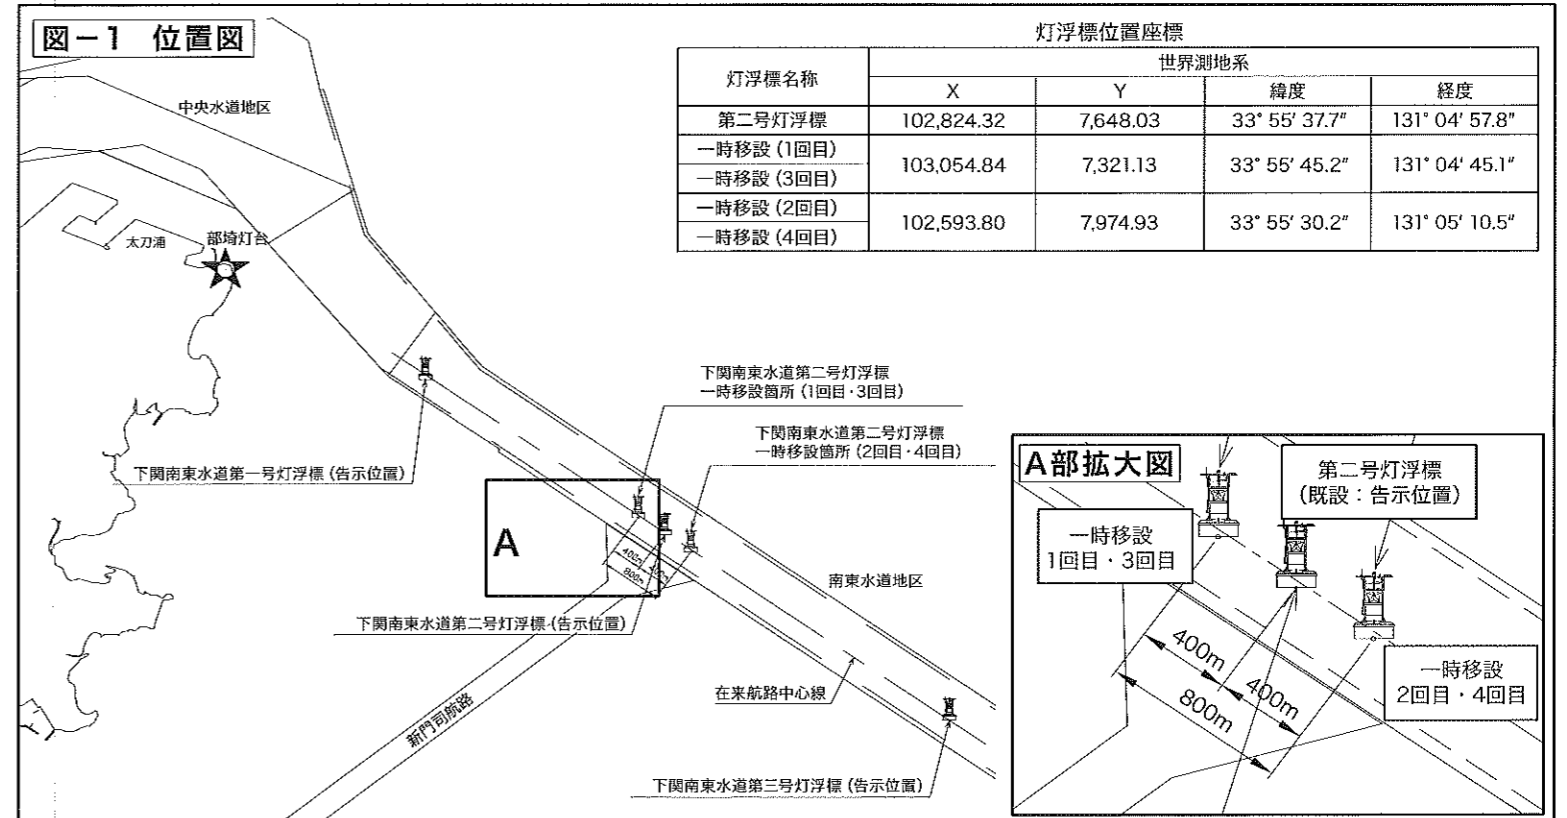 図－1 位置図
灯浮標位置座標
灯浮標名称
世界測地系
X Y 緯度 経度
第二号灯浮標 102,824.32 7,648.03 33° 55′ 37.7″ 131° 04′ 57.8″
一時移設 (1回目)
一時移設 (3回目)
103,054.84 7,321.13 33° 55′ 45.2″ 131° 04′ 45.1″
一時移設 (2回目)
一時移設 (4回目)
102,593.80 7,974.93 33° 55′ 30.2″ 131° 05′ 10.5″
中央水道地区
太刀浦
部埼灯台
下関南東水道第二号灯浮標
一時移設箇所 (1回目・3回目)
下関南東水道第二号灯浮標
一時移設箇所 (2回目・4回目)
下関南東水道第一号灯浮標 (告示位置)
A
400m
400m
800m
南東水道地区
下関南東水道第二号灯浮標 (告示位置)
在来航路中心線
新門司航路
下関南東水道第三号灯浮標 (告示位置)
A部拡大図
第二号灯浮標
(既設：告示位置)
一時移設
1回目・3回目
400m
400m
800m
一時移設
2回目・4回目